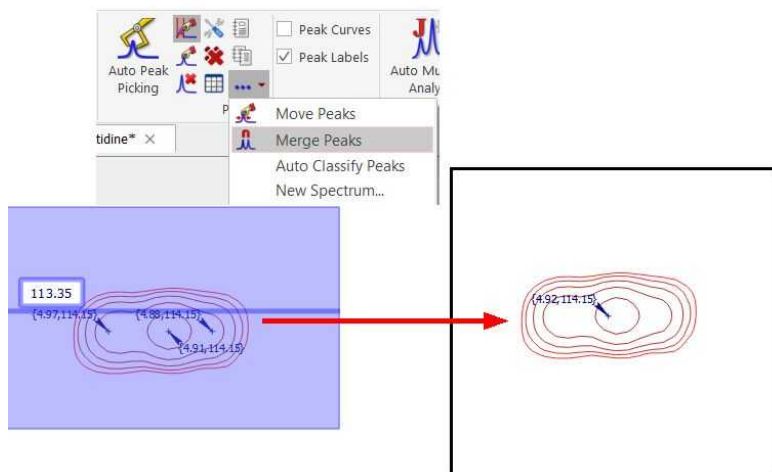 Peak Curves
Peak Labels
Auto Peak
Picking
Auto Mu
Analy
P
tidine* ×
Move Peaks
Merge Peaks
Auto Classify Peaks
New Spectrum...
113.35
{4.97,114.15}
{4.88,114.15}
{4.91,114.15}
{4.92,114.15}